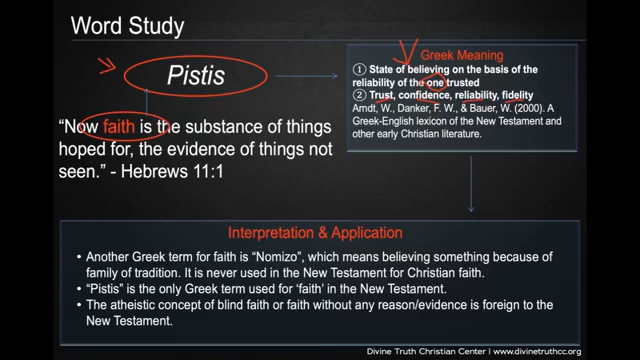 Word Study
Pistis
"Now faith is the substance of things
hoped for, the evidence of things not
seen." - Hebrews 11:1
Greek Meaning
① State of believing on the basis of the
reliability of the one trusted
② Trust, confidence, reliability, fidelity
Arndt, W., Danker, F. W., & Bauer, W. (2000). A
Greek-English lexicon of the New Testament and
other early Christian literature.
Interpretation & Application
• Another Greek term for faith is "Nomizo", which means believing something because of
family of tradition. It is never used in the New Testament for Christian faith.
• "Pistis" is the only Greek term used for 'faith' in the New Testament.
• The atheistic concept of blind faith or faith without any reason/evidence is foreign to the
New Testament.
Divine Truth Christian Center | www.divinetruthcc.org